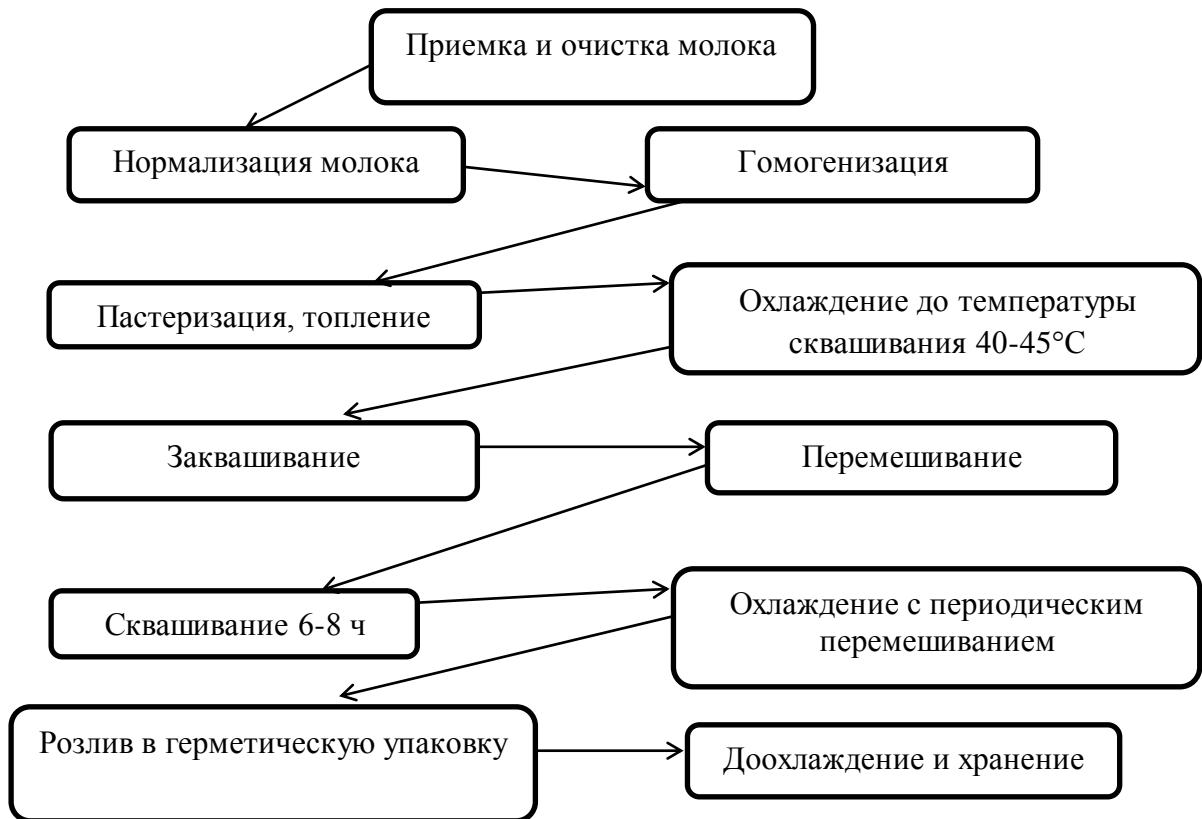 Приемка и очистка молока
Нормализация молока
Гомогенизация
Пастеризация, топление
Охлаждение до температуры
сквашивания 40-45°С
Заквашивание
Перемешивание
Сквашивание 6-8 ч
Охлаждение с периодическим
перемешиванием
Розлив в герметическую упаковку
Доохлаждение и хранение